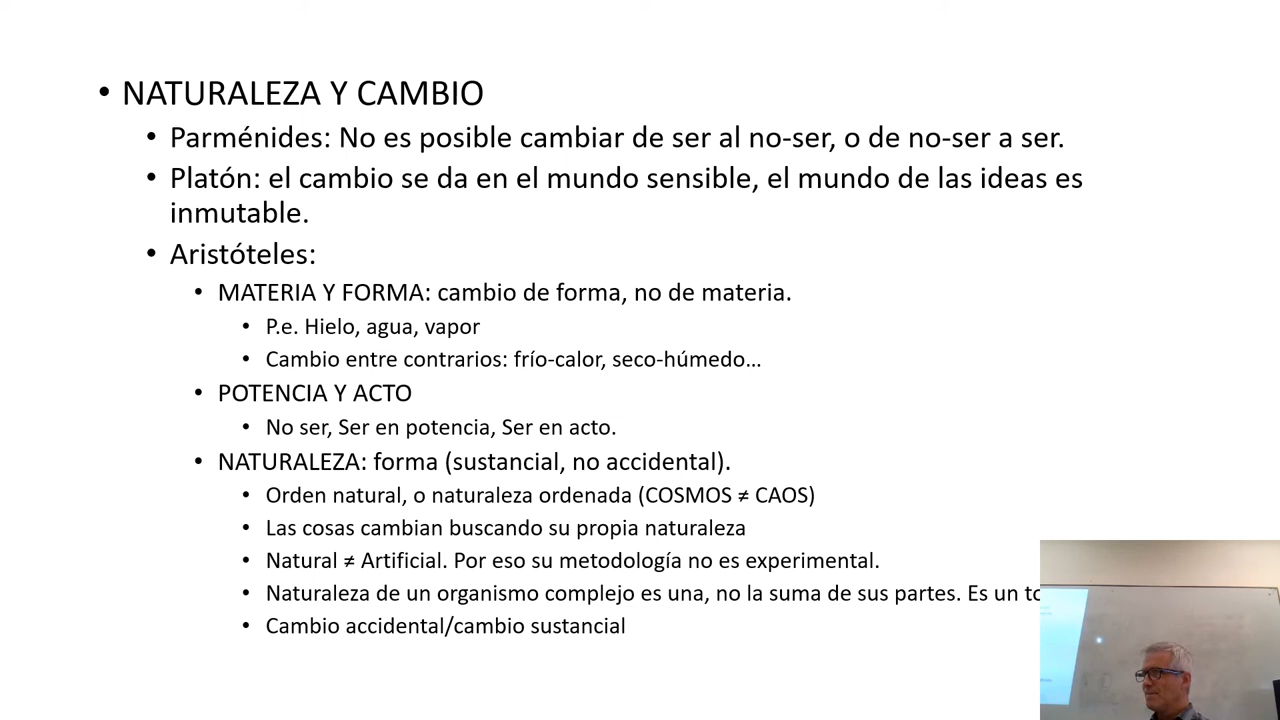 • NATURALEZA Y CAMBIO
• Parménides: No es posible cambiar de ser al no-ser, o de no-ser a ser.
• Platón: el cambio se da en el mundo sensible, el mundo de las ideas es
inmutable.
• Aristóteles:
• MATERIA Y FORMA: cambio de forma, no de materia.
• P.e. Hielo, agua, vapor
• Cambio entre contrarios: frío-calor, seco-húmedo…
• POTENCIA Y ACTO
• No ser, Ser en potencia, Ser en acto.
• NATURALEZA: forma (sustancial, no accidental).
• Orden natural, o naturaleza ordenada (COSMOS ≠ CAOS)
• Las cosas cambian buscando su propia naturaleza
• Natural ≠ Artificial. Por eso su metodología no es experimental.
• Naturaleza de un organismo complejo es una, no la suma de sus partes. Es un
• Cambio accidental/cambio sustancial